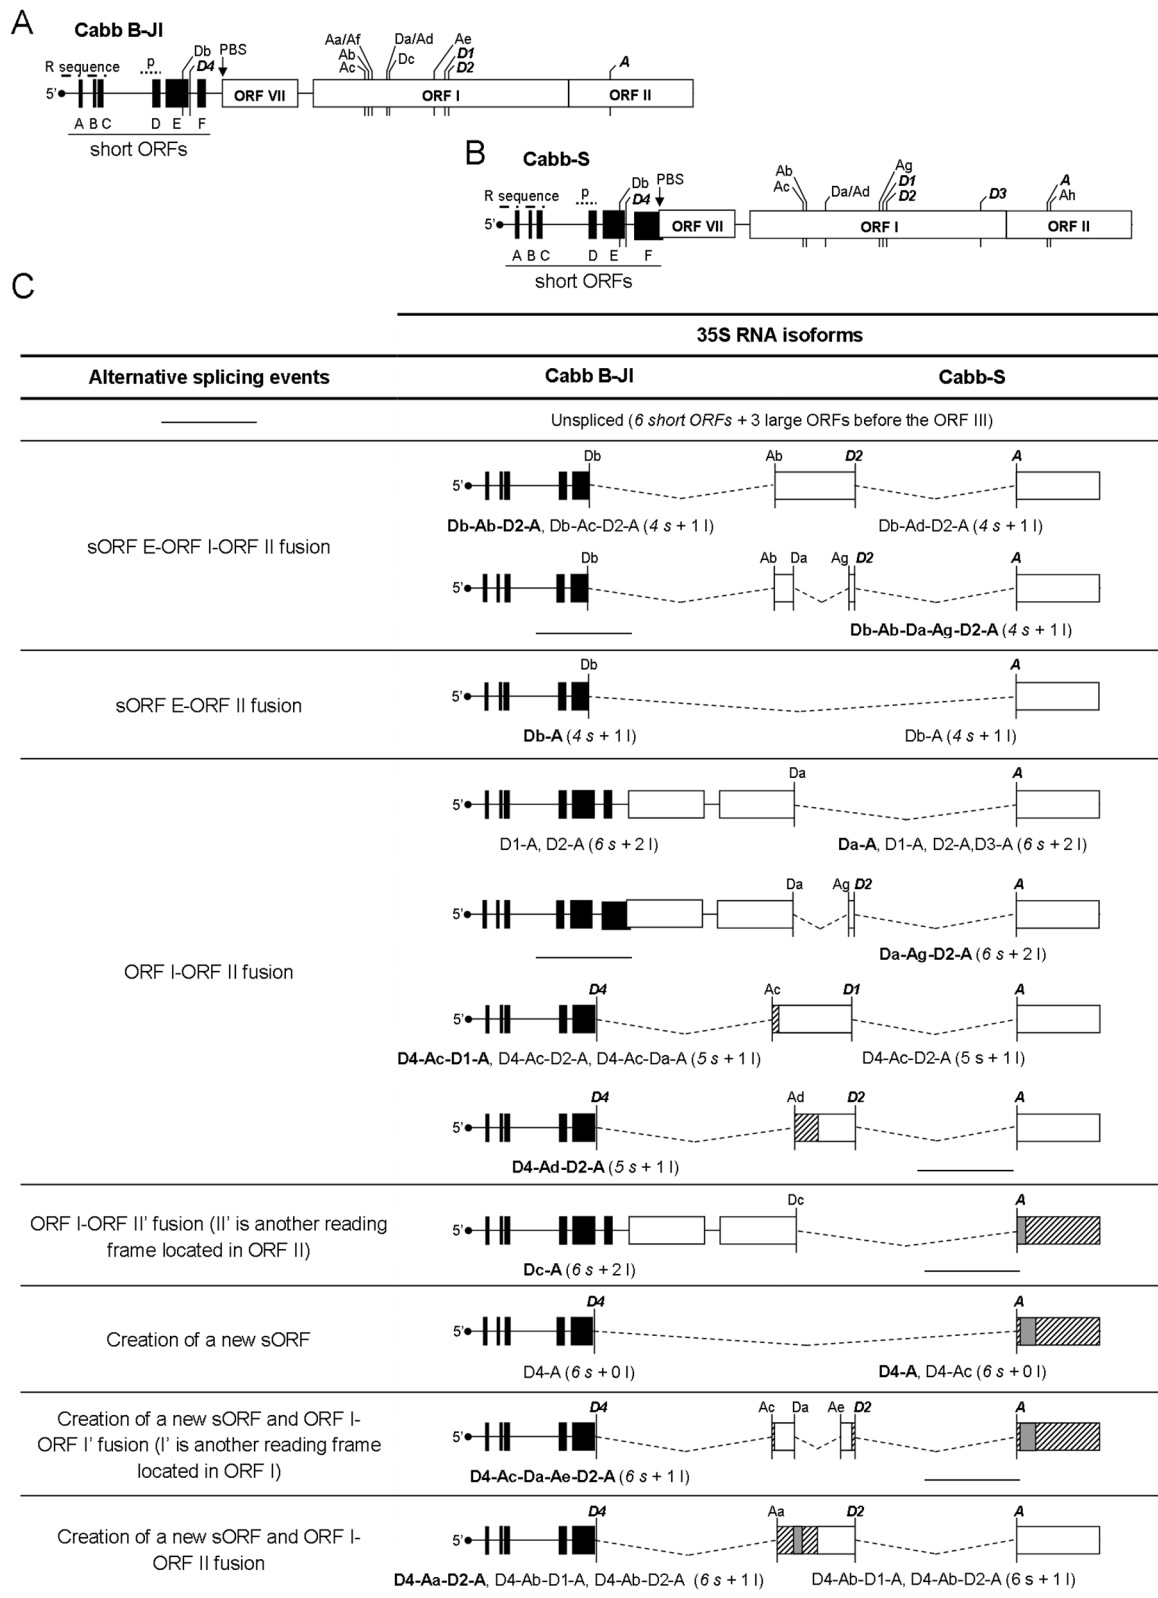 A
Cabb B-JI
Aa/Af
Da/Ad
Ae
Db
PBS
Ab
D1
p
Dc
A
R sequence
D4
Ac
D2
5'
ORF VII
ORF I
ORF II
A B C D E F
short ORFs
B
Cabb-S
Ag
Ab
A
Db
PBS
D1
p
Ac
Da/Ad
D3
R sequence
D4
D2
Ah
5'
ORF VII
ORF I
ORF II
A B C D E F
short ORFs
C
35S RNA isoforms
Alternative splicing events
Cabb B-JI
Cabb-S
Unspliced (6 short ORFs + 3 large ORFs before the ORF III)
Db Ab D2 A
5'
Db-Ab-D2-A, Db-Ac-D2-A (4 s + 1 l)
Db-Ad-D2-A (4 s + 1 l)
sORF E-ORF I-ORF II fusion
Db Ab Da Ag D2 A
5'
Db-Ab-Da-Ag-D2-A (4 s + 1 l)
Db A
5'
sORF E-ORF II fusion
Db-A (4 s + 1 l)
Db-A (4 s + 1 l)
Da A
5'
D1-A, D2-A (6 s + 2 l)
Da-A, D1-A, D2-A,D3-A (6 s + 2 l)
Da Ag D2 A
5'
Da-Ag-D2-A (6 s + 2 l)
ORF I-ORF II fusion
D4 Ac D1 A
5'
D4-Ac-D1-A, D4-Ac-D2-A, D4-Ac-Da-A (5 s + 1 l)
D4-Ac-D2-A (5 s + 1 l)
D4 Ad D2 A
5'
D4-Ad-D2-A (5 s + 1 l)
Dc A
ORF I-ORF II' fusion (II' is another reading
frame located in ORF II)
5'
Dc-A (6 s + 2 l)
D4 A
5'
Creation of a new sORF
D4-A (6 s + 0 l)
D4-A, D4-Ac (6 s + 0 l)
D4 Ac Da Ae D2 A
Creation of a new sORF and ORF I-
ORF I' fusion (I' is another reading frame
located in ORF I)
5'
D4-Ac-Da-Ae-D2-A (6 s + 1 l)
D4 Aa D2 A
5'
Creation of a new sORF and ORF I-
ORF II fusion
D4-Aa-D2-A, D4-Ab-D1-A, D4-Ab-D2-A (6 s + 1 l)
D4-Ab-D1-A, D4-Ab-D2-A (6 s + 1 l)